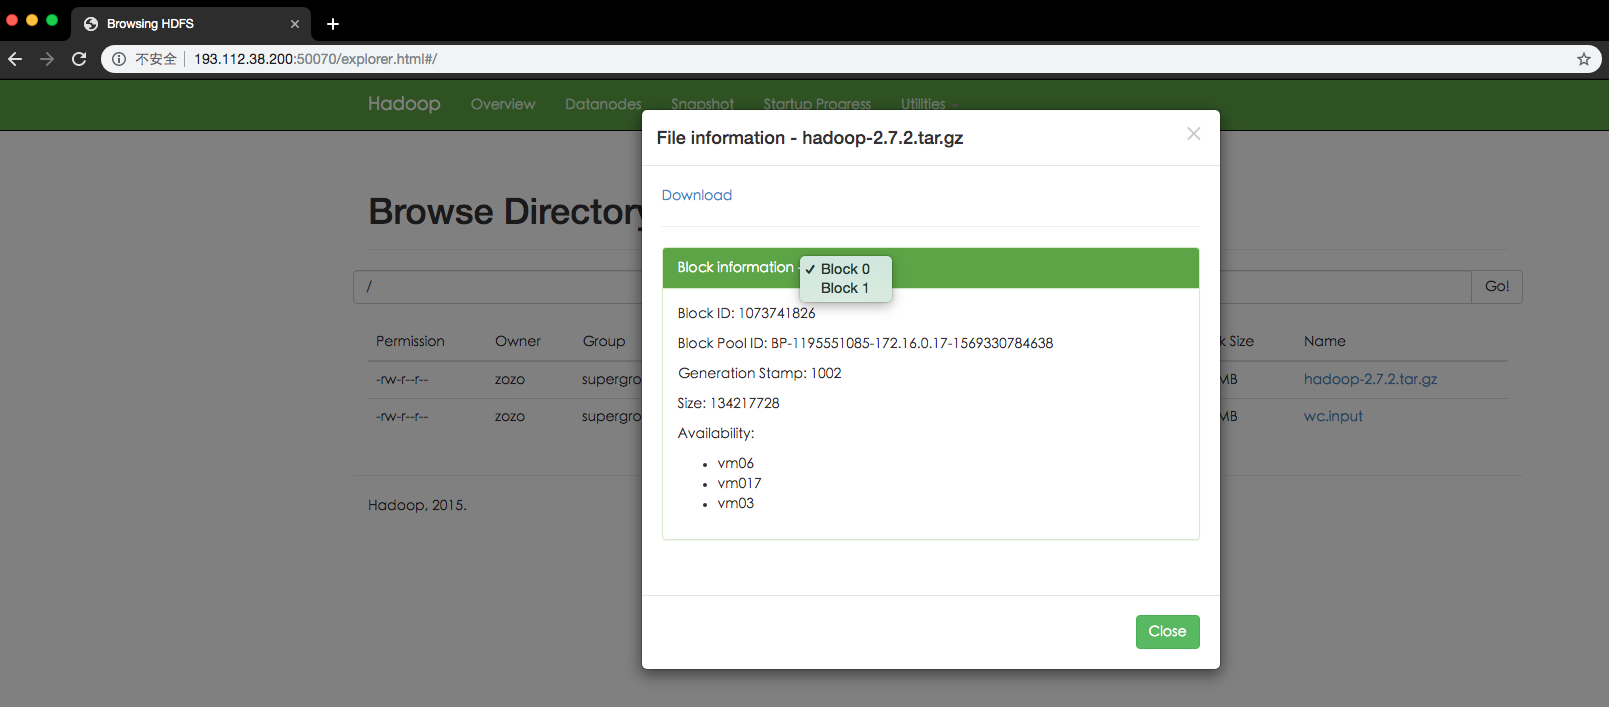 Browsing HDFS
不安全 193.112.38.200:50070/explorer.html#/
Hadoop Overview Datanodes Snapshot Startup Progress Utilities
File information - hadoop-2.7.2.tar.gz
Download
Browse Directory
Block information -
Block 0
Block 1
/
Go!
Block ID: 1073741826
Block Pool ID: BP-1195551085-172.16.0.17-1569330784638
Generation Stamp: 1002
Size: 134217728
Availability:
vm06
vm017
vm03
Permission Owner Group Size Name
-rw-r--r-- zozo supergro MB hadoop-2.7.2.tar.gz
-rw-r--r-- zozo supergro MB wc.input
Hadoop, 2015.
Close